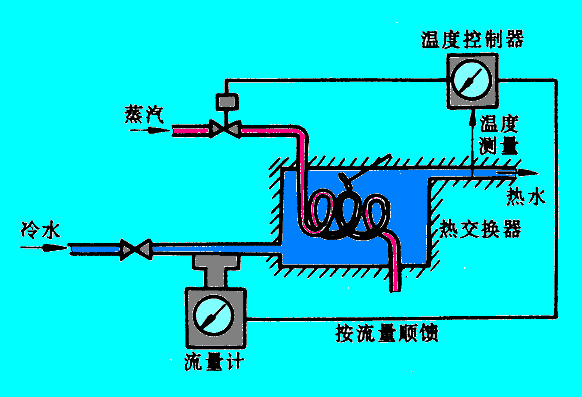 温度控制器
蒸汽
温度
测量
热水
冷水
热交换器
按流量顺馈
流量计